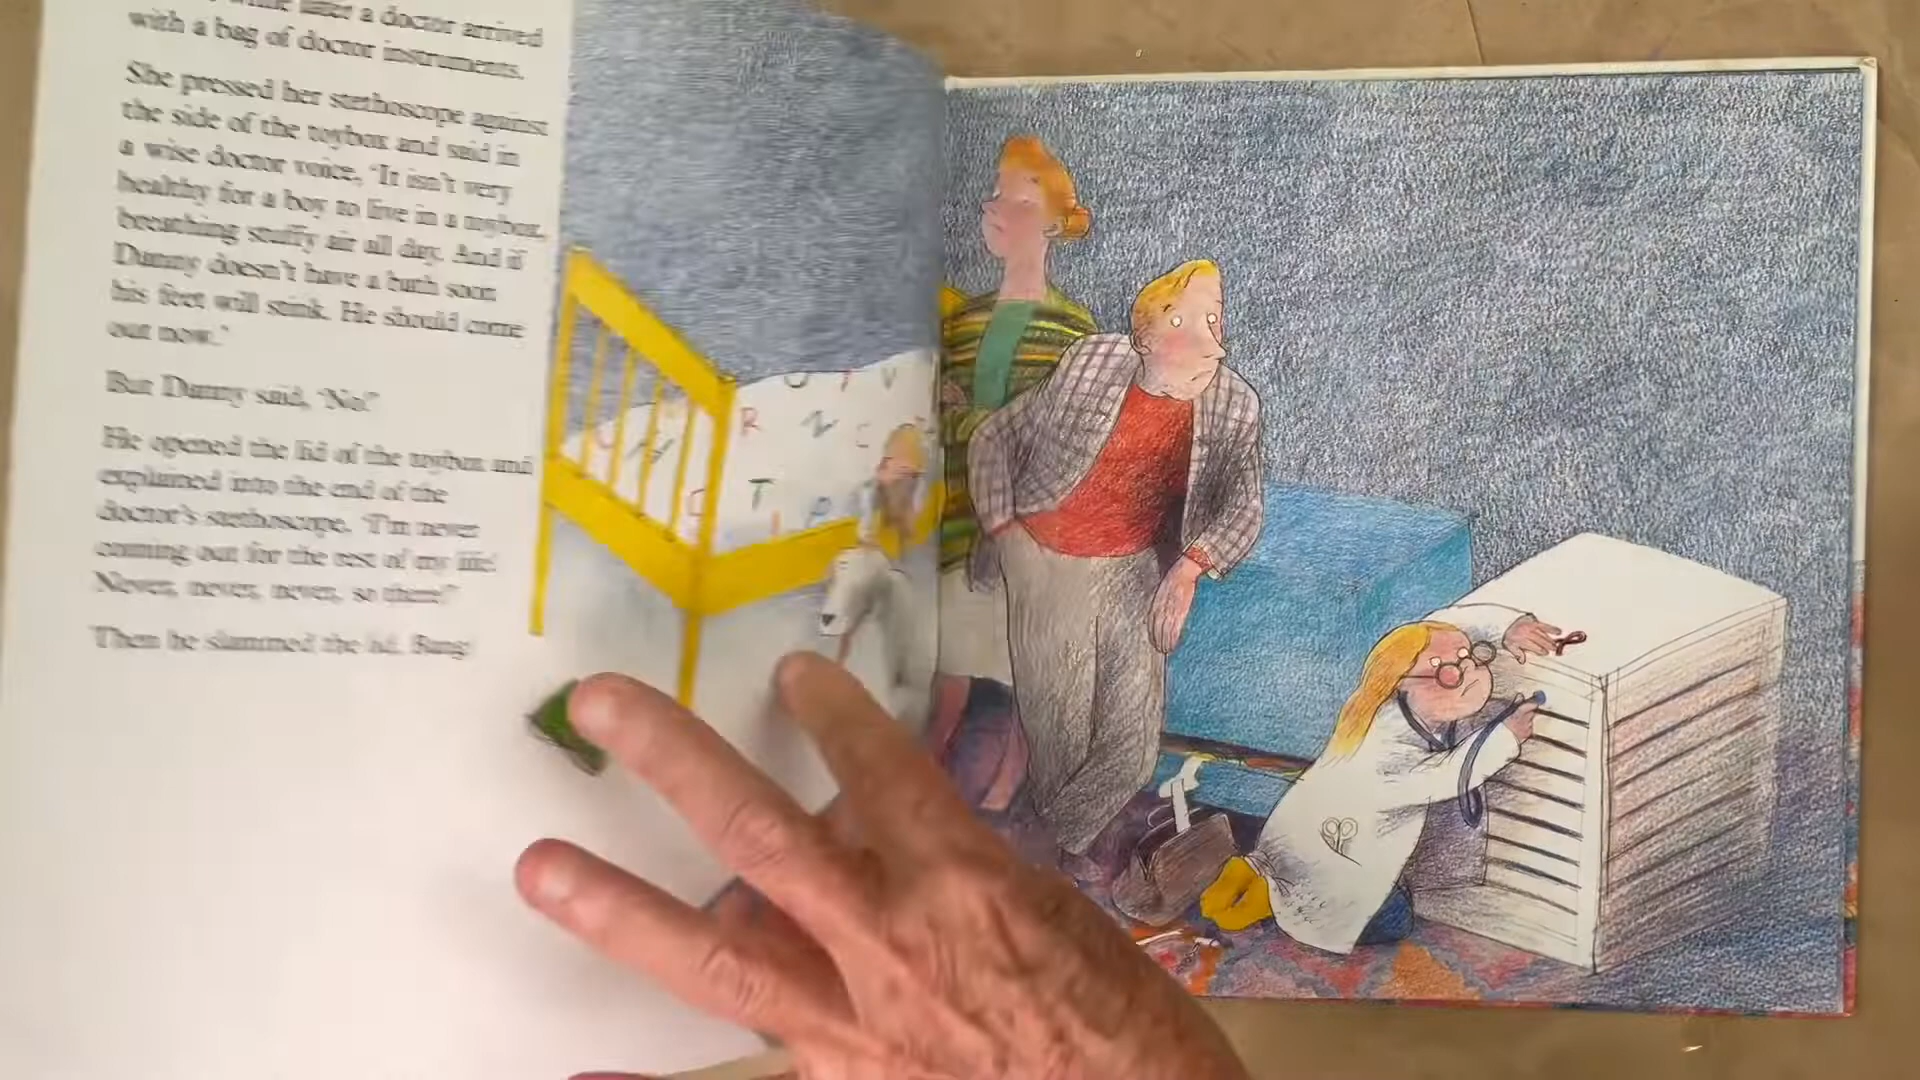 while later a doctor arrived
with a bag of doctor instruments.
She pressed her stethoscope against
the side of the toybox and said in
a wise doctor voice, 'It isn't very
healthy for a boy to live in a toybox,
breathing stuffy air all day. And if
Danny doesn't have a bath soon
his feet will stink. He should come
out now.'
But Danny said, 'No!'
He opened the lid of the toybox and
explained into the end of the
doctor's stethoscope. 'I'm never
coming out for the rest of my life!
Never, never, never, so there!'
Then he slammed the lid. Bang!